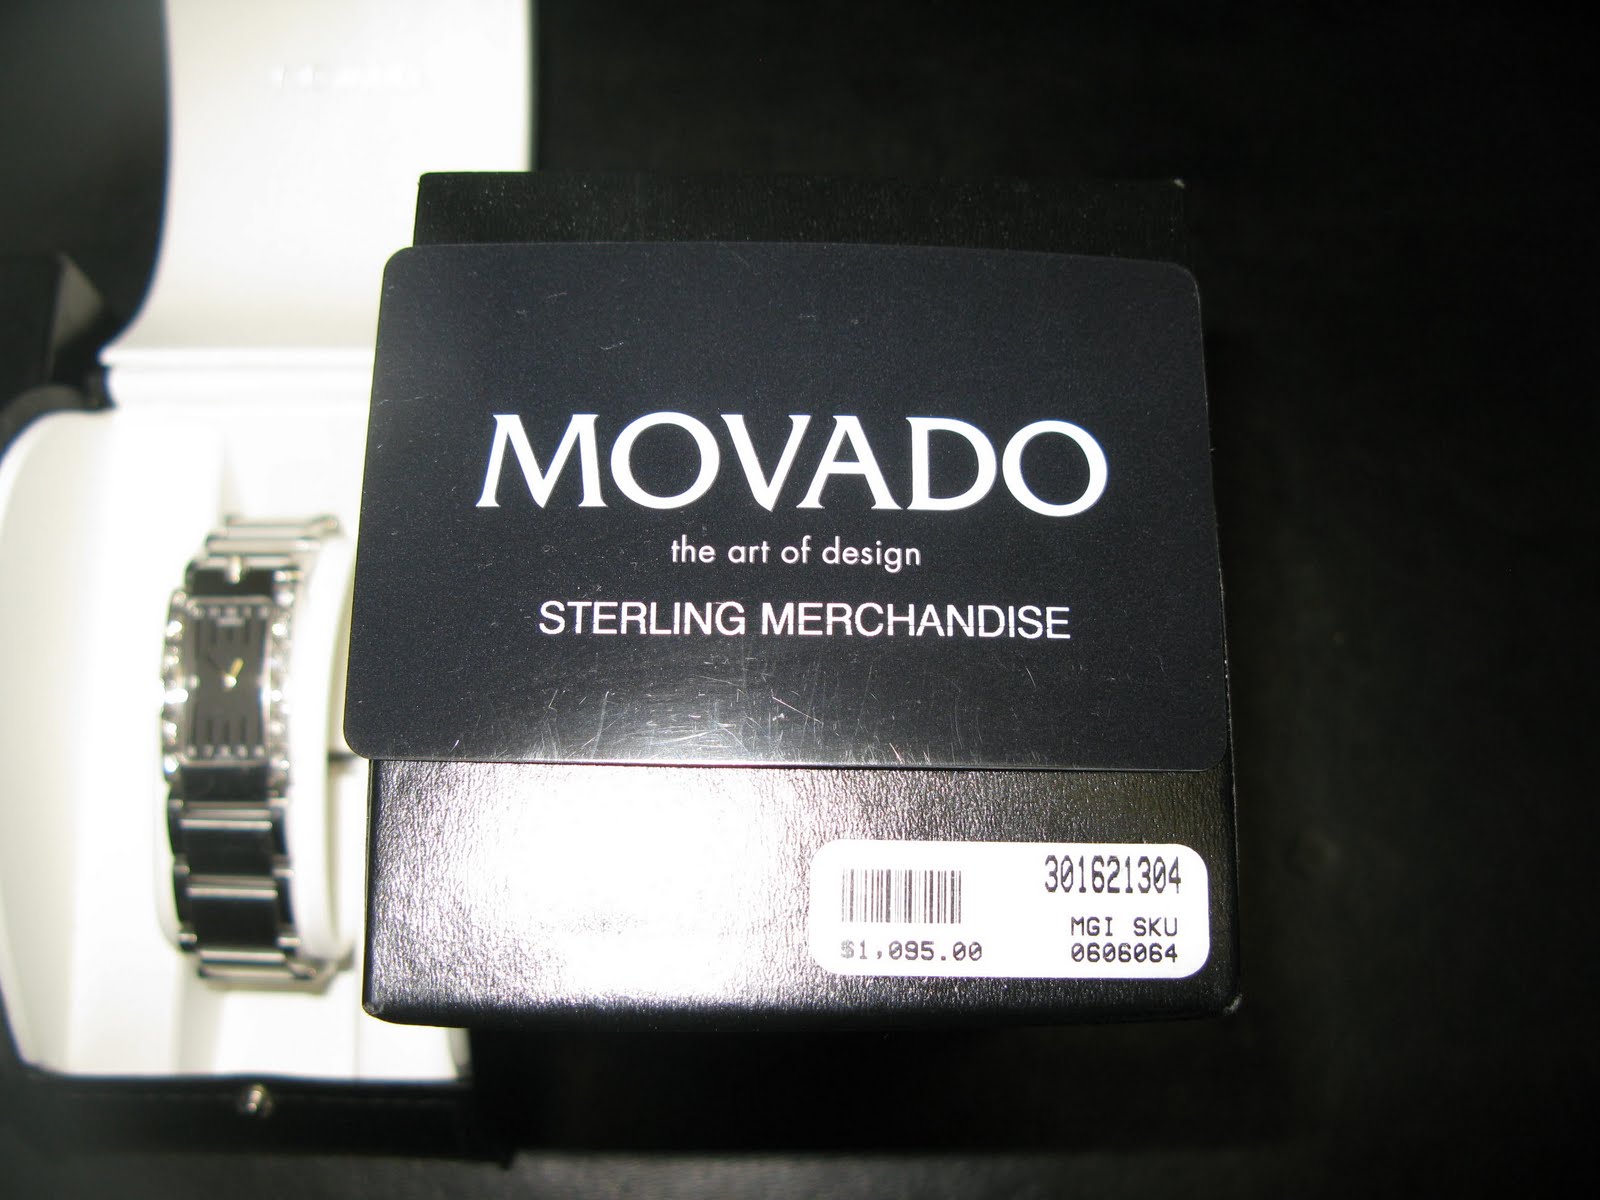 MOVADO
the art of design
STERLING MERCHANDISE
301621304
MGI SKU
$1,095.00 0606064